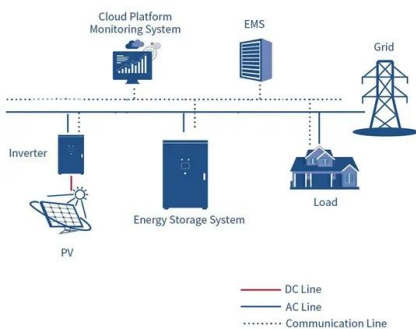 Cloud Platform
Monitoring System
EMS
Grid
Inverter
Energy Storage System
Load
PV
DC Line
AC Line
Communication Line